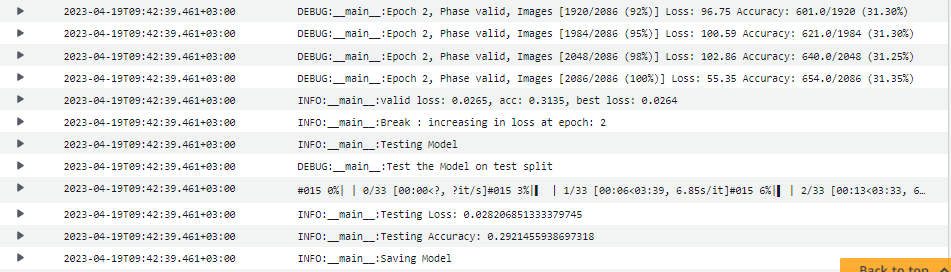 2023-04-19T09:42:39.461+03:00 DEBUG:__main__:Epoch 2, Phase valid, Images [1920/2086 (92%)] Loss: 96.75 Accuracy: 601.0/1920 (31.30%)
2023-04-19T09:42:39.461+03:00 DEBUG:__main__:Epoch 2, Phase valid, Images [1984/2086 (95%)] Loss: 100.59 Accuracy: 621.0/1984 (31.30%)
2023-04-19T09:42:39.461+03:00 DEBUG:__main__:Epoch 2, Phase valid, Images [2048/2086 (98%)] Loss: 102.86 Accuracy: 640.0/2048 (31.25%)
2023-04-19T09:42:39.461+03:00 DEBUG:__main__:Epoch 2, Phase valid, Images [2086/2086 (100%)] Loss: 55.35 Accuracy: 654.0/2086 (31.35%)
2023-04-19T09:42:39.461+03:00 INFO:__main__:valid loss: 0.0265, acc: 0.3135, best loss: 0.0264
2023-04-19T09:42:39.461+03:00 INFO:__main__:Break : increasing in loss at epoch: 2
2023-04-19T09:42:39.461+03:00 INFO:__main__:Testing Model
2023-04-19T09:42:39.461+03:00 DEBUG:__main__:Test the Model on test split
2023-04-19T09:42:39.461+03:00 #015 0%| | 0/33 [00:00<?, ?it/s]#015 3%|▌ | 1/33 [00:06<03:39, 6.85s/it]#015 6%|▌ | 2/33 [00:13<03:33, 6…
2023-04-19T09:42:39.461+03:00 INFO:__main__:Testing Loss: 0.028206851333379745
2023-04-19T09:42:39.461+03:00 INFO:__main__:Testing Accuracy: 0.2921455938697318
2023-04-19T09:42:39.461+03:00 INFO:__main__:Saving Model
Back to top